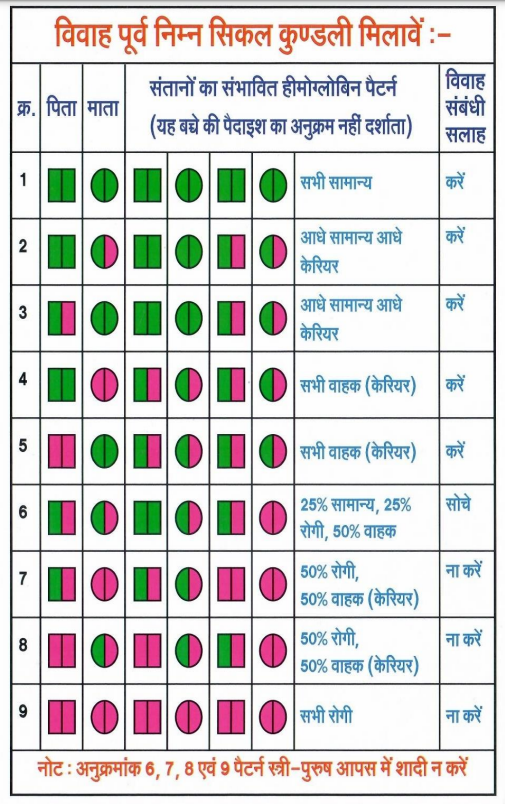 विवाह पूर्व निम्न सिकल कुण्डली मिलावें :–
क्र. पिता माता
संतानों का संभावित हीमोग्लोबिन पैटर्न
(यह बच्चे की पैदाइश का अनुक्रम नहीं दर्शाता)
विवाह
संबंधी
सलाह
1 सभी सामान्य करें
2 आधे सामान्य आधे करें
केरियर
3 आधे सामान्य आधे करें
केरियर
4 सभी वाहक (केरियर) करें
5 सभी वाहक (केरियर) करें
6 25% सामान्य, 25% सोचे
रोगी, 50% वाहक
7 50% रोगी, ना करें
50% वाहक (केरियर)
8 50% रोगी, ना करें
50% वाहक (केरियर)
9 सभी रोगी ना करें
नोट : अनुक्रमांक 6, 7, 8 एवं 9 पैटर्न स्त्री–पुरुष आपस में शादी न करें